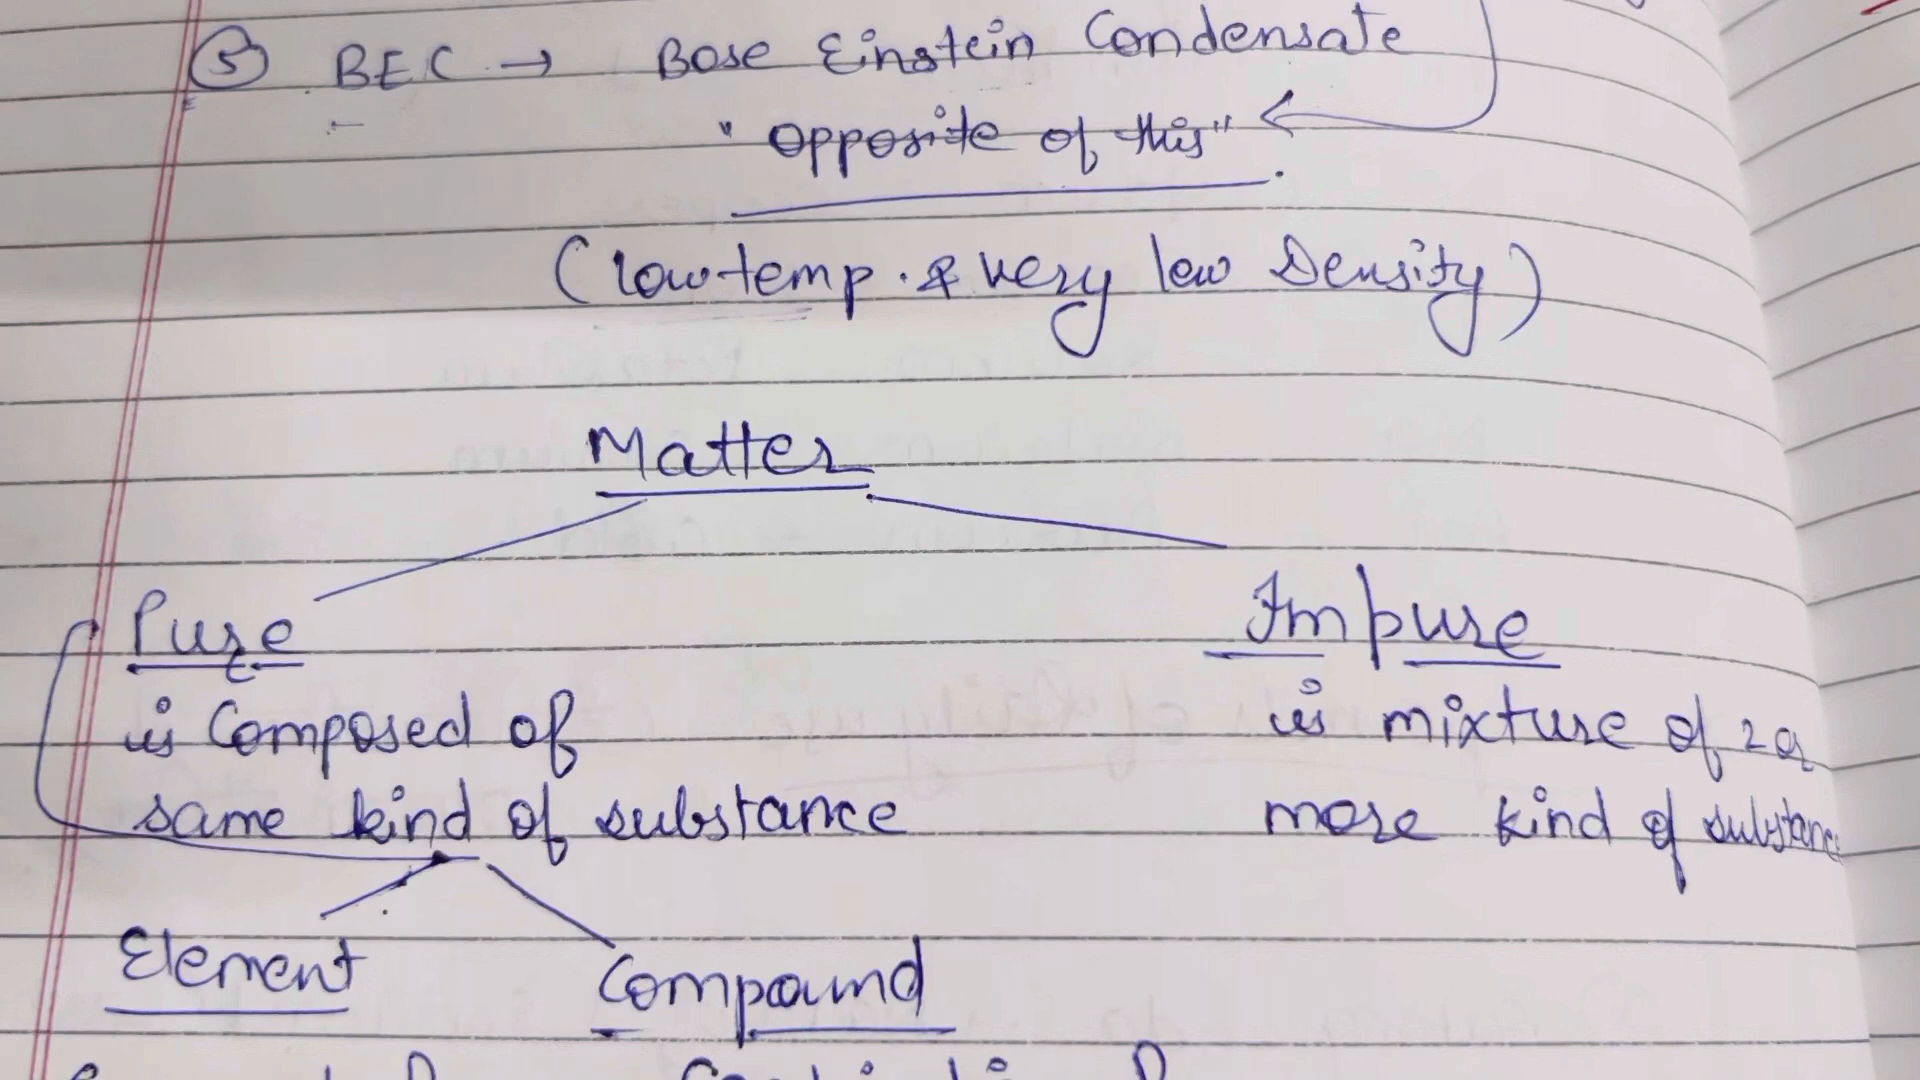 ⑤ BEC → Bose Einstein Condensate
"Opposite of this" ←
(low temp. & very low Density)
Matter
Pure Impure
is Composed of is mixture of 2 or
same kind of substance more kind of substance
Element Compound